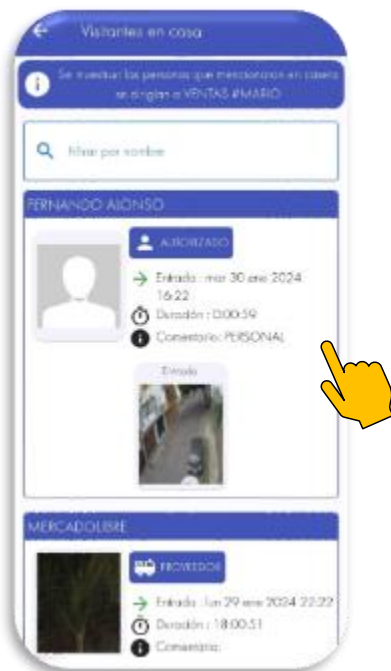 Visitantes en casa
Se muestran las personas que mencionaron en caseta
se dirigían a VENTAS #MARIO
Filtrar por nombre
FERNANDO ALONSO
AUTORIZADO
Entrada : mar 30 ene 2024
16:22
Duración : 0:00:59
Comentario: PERSONAL
Entrada
MERCADOLIBRE
PROVEEDOR
Entrada : lun 29 ene 2024 22:22
Duración : 18:00:51
Comentario: